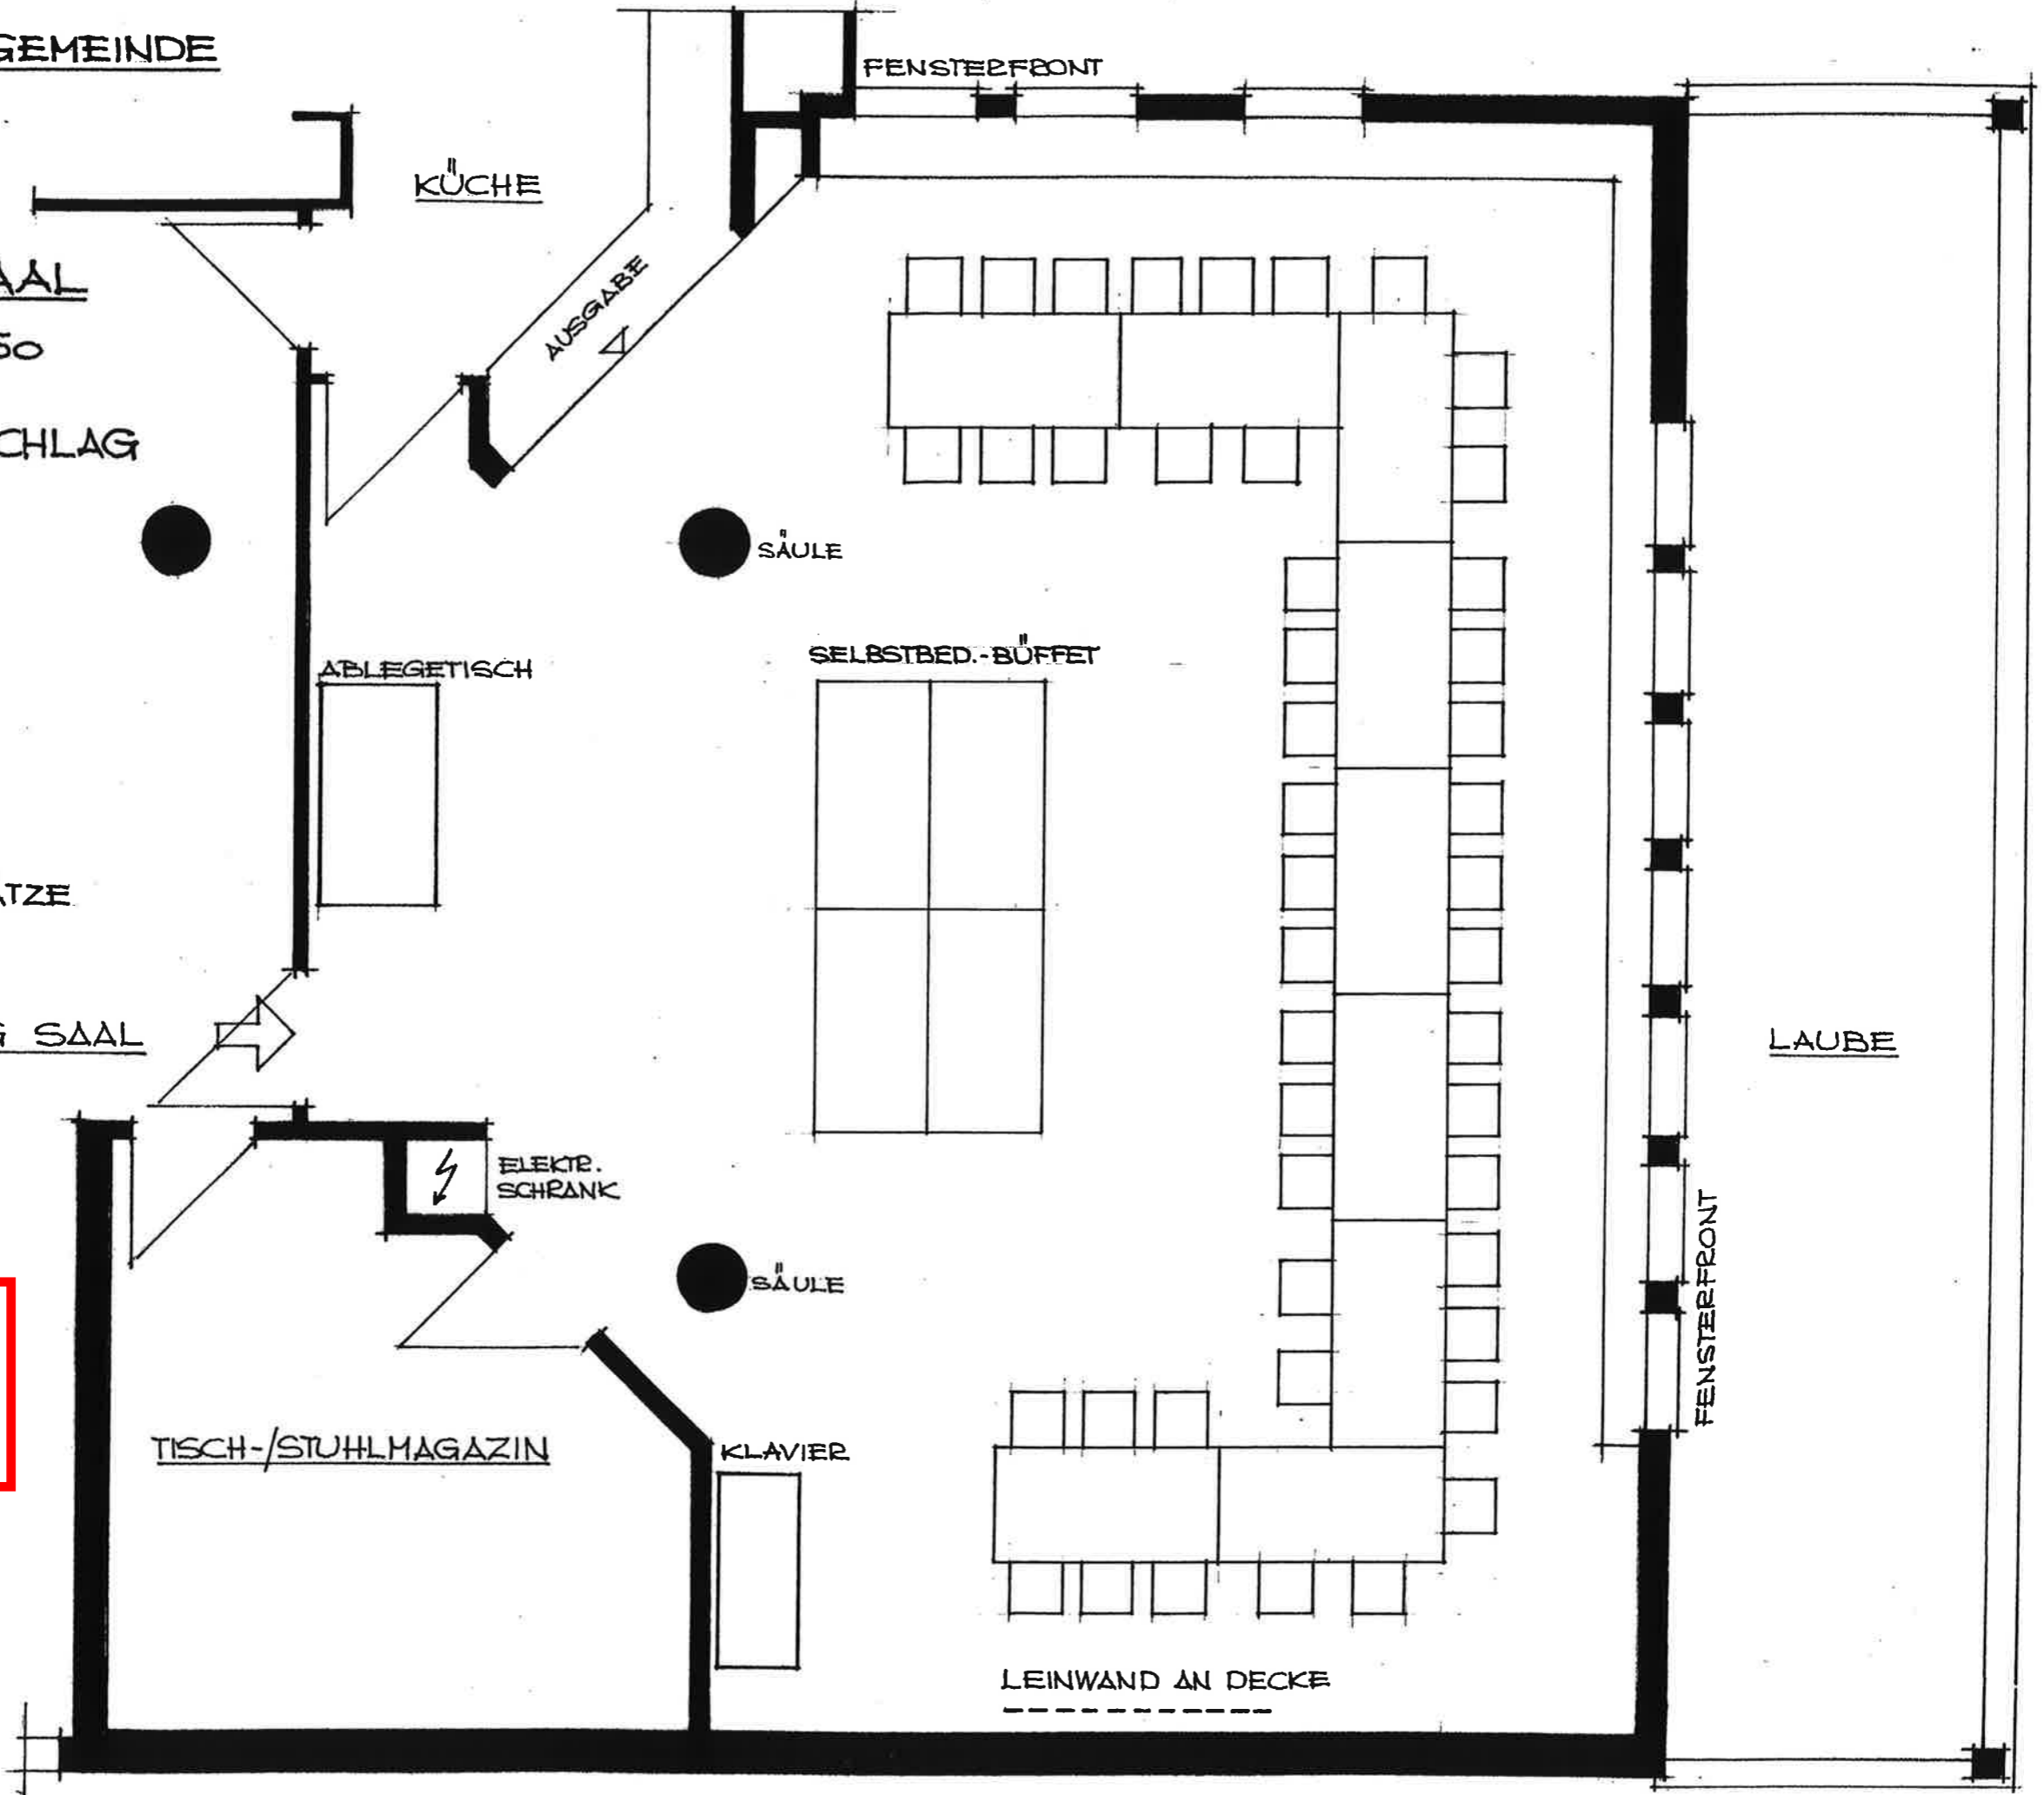 GEMEINDE
FENSTERFRONT
KÜCHE
AAL
50
AUSGABE
CHLAG
SÄULE
SELBSTBED.-BÜFFET
ABLEGETISCH
ÄTZE
G SAAL
LAUBE
ELEKTR.
SCHRANK
SÄULE
FENSTERFRONT
TISCH-/STUHLMAGAZIN
KLAVIER
LEINWAND AN DECKE